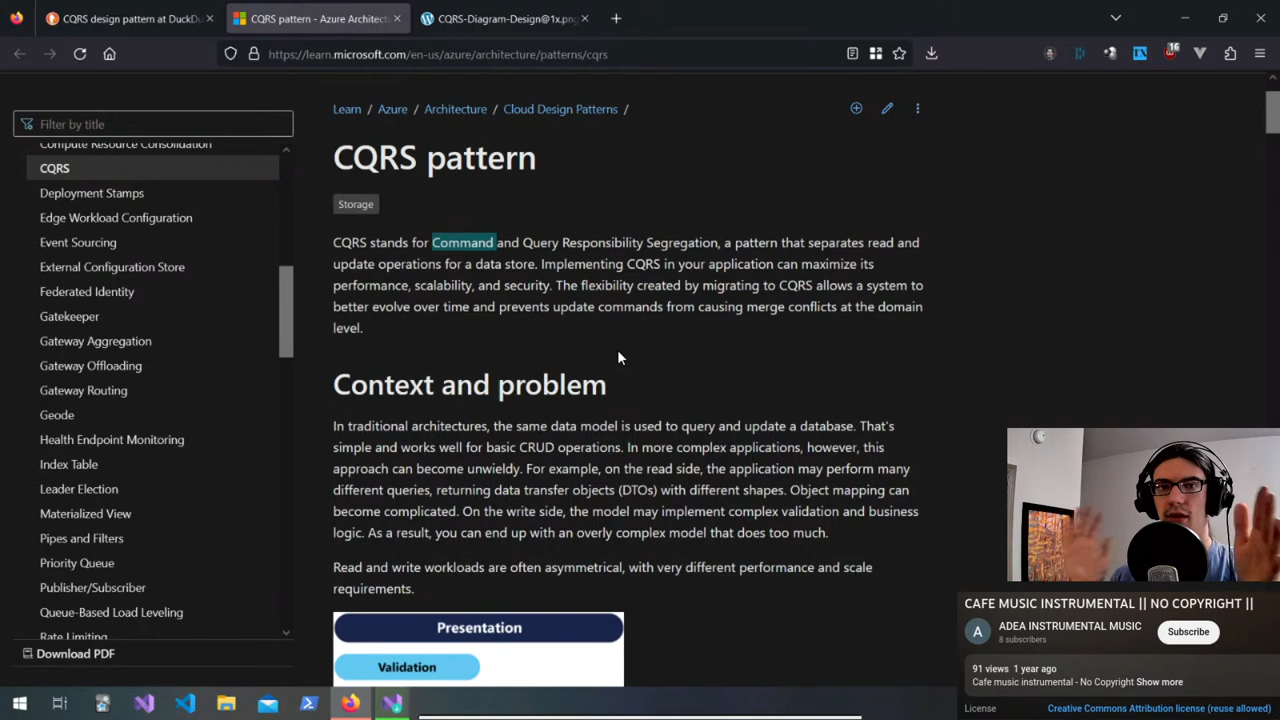 CQRS design pattern at DuckDu
CQRS pattern - Azure Architect
CQRS-Diagram-Design@1x.png
https://learn.microsoft.com/en-us/azure/architecture/patterns/cqrs
16
Filter by title
Compute Resource Consolidation
CQRS
Deployment Stamps
Edge Workload Configuration
Event Sourcing
External Configuration Store
Federated Identity
Gatekeeper
Gateway Aggregation
Gateway Offloading
Gateway Routing
Geode
Health Endpoint Monitoring
Index Table
Leader Election
Materialized View
Pipes and Filters
Priority Queue
Publisher/Subscriber
Queue-Based Load Leveling
Rate Limiting
Download PDF
Learn / Azure / Architecture / Cloud Design Patterns /
CQRS pattern
Storage
CQRS stands for Command and Query Responsibility Segregation, a pattern that separates read and
update operations for a data store. Implementing CQRS in your application can maximize its
performance, scalability, and security. The flexibility created by migrating to CQRS allows a system to
better evolve over time and prevents update commands from causing merge conflicts at the domain
level.
Context and problem
In traditional architectures, the same data model is used to query and update a database. That's
simple and works well for basic CRUD operations. In more complex applications, however, this
approach can become unwieldy. For example, on the read side, the application may perform many
different queries, returning data transfer objects (DTOs) with different shapes. Object mapping can
become complicated. On the write side, the model may implement complex validation and business
logic. As a result, you can end up with an overly complex model that does too much.
Read and write workloads are often asymmetrical, with very different performance and scale
requirements.
Presentation
Validation
CAFE MUSIC INSTRUMENTAL || NO COPYRIGHT ||
A
ADEA INSTRUMENTAL MUSIC
8 subscribers
Subscribe
91 views 1 year ago
Cafe music instrumental - No Copyright Show more
License
Creative Commons Attribution license (reuse allowed)